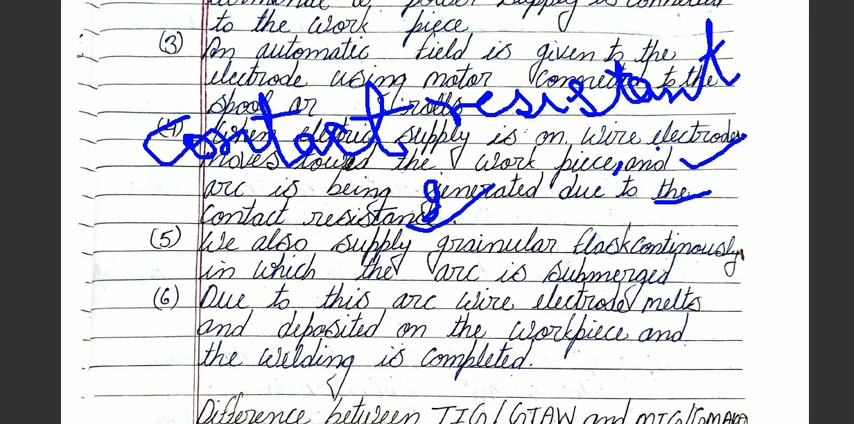 to the work piece
(3) An automatic field is given to the
electrode using motor connected to the
spool or rolls
contact resistant
(4) When electric supply is on wire electrode
moves toward the work piece, and
arc is being generated due to the
contact resistance.
(5) We also supply grainular flask continously,
in which the arc is submerged
(6) Due to this arc wire electrode melts
and deposited on the workpiece and
the welding is completed.
Difference between TIG/GTAW and MIG/GMAW